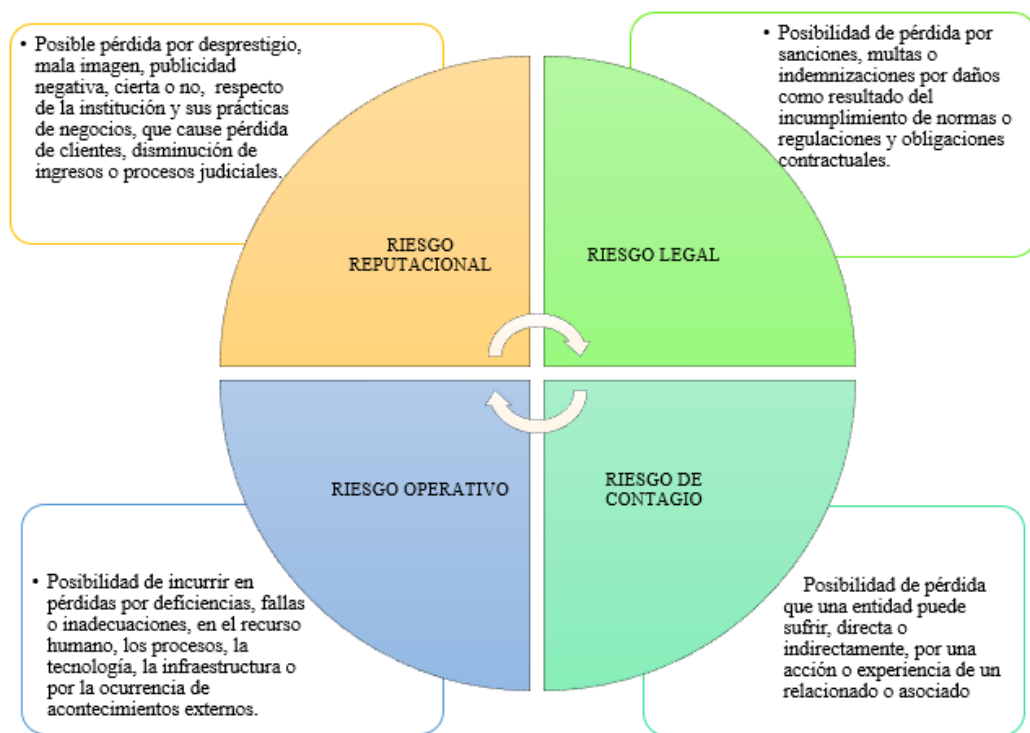 • Posible pérdida por desprestigio,
mala imagen, publicidad
negativa, cierta o no, respecto
de la institución y sus prácticas
de negocios, que cause pérdida
de clientes, disminución de
ingresos o procesos judiciales.
• Posibilidad de pérdida por
sanciones, multas o
indemnizaciones por daños
como resultado del
incumplimiento de normas o
regulaciones y obligaciones
contractuales.
RIESGO
REPUTACIONAL
RIESGO LEGAL
RIESGO OPERATIVO
RIESGO DE
CONTAGIO
• Posibilidad de incurrir en
pérdidas por deficiencias, fallas
o inadecuaciones, en el recurso
humano, los procesos, la
tecnología, la infraestructura o
por la ocurrencia de
acontecimientos externos.
Posibilidad de pérdida
que una entidad puede
sufrir, directa o
indirectamente, por una
acción o experiencia de un
relacionado o asociado